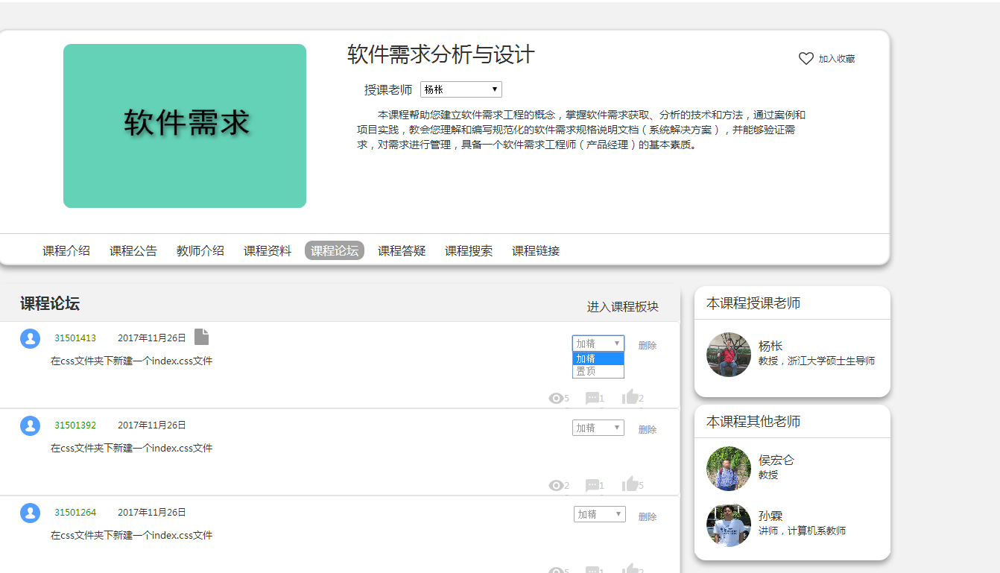 软件需求
软件需求分析与设计
加入收藏
授课老师 杨枨
本课程帮助您建立软件需求工程的概念，掌握软件需求获取、分析的技术和方法，通过案例和
项目实践，教会您理解和编写规范化的软件需求规格说明文档（系统解决方案），并能够验证需
求，对需求进行管理，具备一个软件需求工程师（产品经理）的基本素质。
课程介绍 课程公告 教师介绍 课程资料 课程论坛 课程答疑 课程搜索 课程链接
课程论坛 进入课程板块
31501413 2017年11月26日 加精 删除
加精
置顶
在css文件夹下新建一个index.css文件
5 1 2
31501392 2017年11月26日 加精 删除
在css文件夹下新建一个index.css文件
2 1 5
31501264 2017年11月26日 加精 删除
在css文件夹下新建一个index.css文件
5 1 2
本课程授课老师
杨枨
教授，浙江大学硕士生导师
本课程其他老师
侯宏仑
教授
孙霖
讲师，计算机系教师